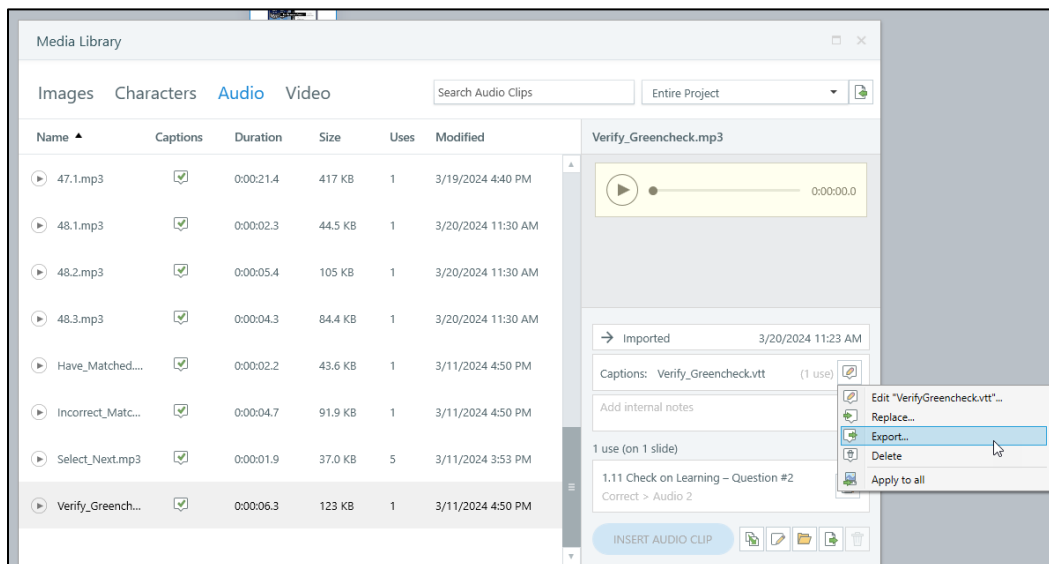 Media Library
Images Characters Audio Video Search Audio Clips Entire Project
Name Captions Duration Size Uses Modified Verify_Greencheck.mp3
47.1.mp3 0:00:21.4 417 KB 1 3/19/2024 4:40 PM
0:00:00.0
48.1.mp3 0:00:02.3 44.5 KB 1 3/20/2024 11:30 AM
48.2.mp3 0:00:05.4 105 KB 1 3/20/2024 11:30 AM
48.3.mp3 0:00:04.3 84.4 KB 1 3/20/2024 11:30 AM
Imported 3/20/2024 11:23 AM
Have_Matched.... 0:00:02.2 43.6 KB 1 3/11/2024 4:50 PM
Captions: Verify_Greencheck.vtt (1 use)
Edit "VerifyGreencheck.vtt"...
Add internal notes
Replace...
Incorrect_Matc... 0:00:04.7 91.9 KB 1 3/11/2024 4:50 PM
Export...
1 use (on 1 slide)
Delete
Select_Next.mp3 0:00:01.9 37.0 KB 5 3/11/2024 3:53 PM
1.11 Check on Learning – Question #2
Apply to all
Correct > Audio 2
Verify_Greench... 0:00:06.3 123 KB 1 3/11/2024 4:50 PM
INSERT AUDIO CLIP